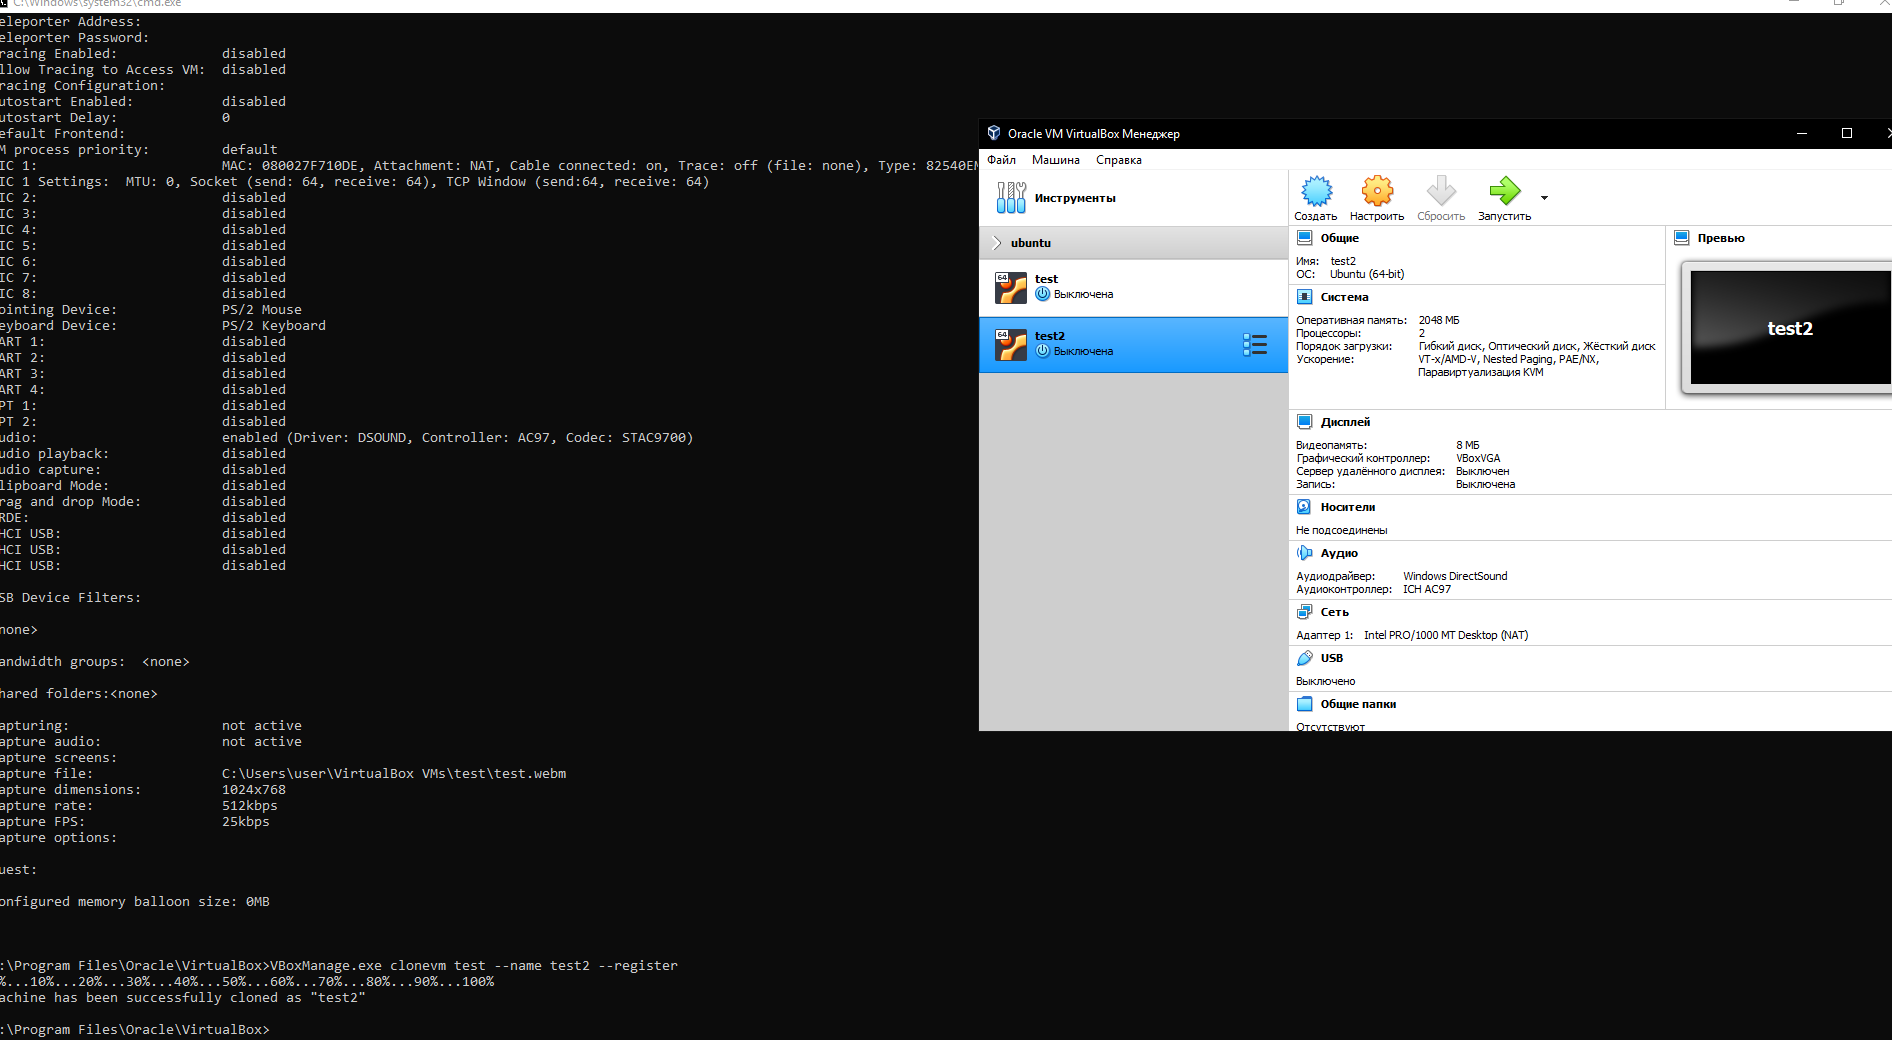 C:\Windows\system32\cmd.exe
eleporter Address:
eleporter Password:
racing Enabled: disabled
llow Tracing to Access VM: disabled
racing Configuration:
utostart Enabled: disabled
utostart Delay: 0
efault Frontend:
M process priority: default
IC 1: MAC: 080027F710DE, Attachment: NAT, Cable connected: on, Trace: off (file: none), Type: 82540EM
IC 1 Settings: MTU: 0, Socket (send: 64, receive: 64), TCP Window (send:64, receive: 64)
IC 2: disabled
IC 3: disabled
IC 4: disabled
IC 5: disabled
IC 6: disabled
IC 7: disabled
IC 8: disabled
ointing Device: PS/2 Mouse
eyboard Device: PS/2 Keyboard
ART 1: disabled
ART 2: disabled
ART 3: disabled
ART 4: disabled
PT 1: disabled
PT 2: disabled
udio: enabled (Driver: DSOUND, Controller: AC97, Codec: STAC9700)
udio playback: disabled
udio capture: disabled
lipboard Mode: disabled
rag and drop Mode: disabled
RDE: disabled
HCI USB: disabled
HCI USB: disabled
HCI USB: disabled
SB Device Filters:
none>
andwidth groups: <none>
hared folders:<none>
apturing: not active
apture audio: not active
apture screens:
apture file: C:\Users\user\VirtualBox VMs\test\test.webm
apture dimensions: 1024x768
apture rate: 512kbps
apture FPS: 25kbps
apture options:
uest:
onfigured memory balloon size: 0MB
:\Program Files\Oracle\VirtualBox>VBoxManage.exe clonevm test --name test2 --register
%...10%...20%...30%...40%...50%...60%...70%...80%...90%...100%
achine has been successfully cloned as "test2"
:\Program Files\Oracle\VirtualBox>
Oracle VM VirtualBox Менеджер
Файл Машина Справка
Инструменты
ubuntu
64
test
Выключена
64
test2
Выключена
Создать Настроить Сбросить Запустить
Общие
Имя: test2
ОС: Ubuntu (64-bit)
Система
Оперативная память: 2048 МБ
Процессоры: 2
Порядок загрузки: Гибкий диск, Оптический диск, Жёсткий диск
Ускорение: VT-x/AMD-V, Nested Paging, PAE/NX,
Паравиртуализация KVM
Превью
test2
Дисплей
Видеопамять: 8 МБ
Графический контроллер: VBoxVGA
Сервер удалённого дисплея: Выключен
Запись: Выключена
Носители
Не подсоединены
Аудио
Аудиодрайвер: Windows DirectSound
Аудиоконтроллер: ICH AC97
Сеть
Адаптер 1: Intel PRO/1000 MT Desktop (NAT)
USB
Выключено
Общие папки
Отсутствуют